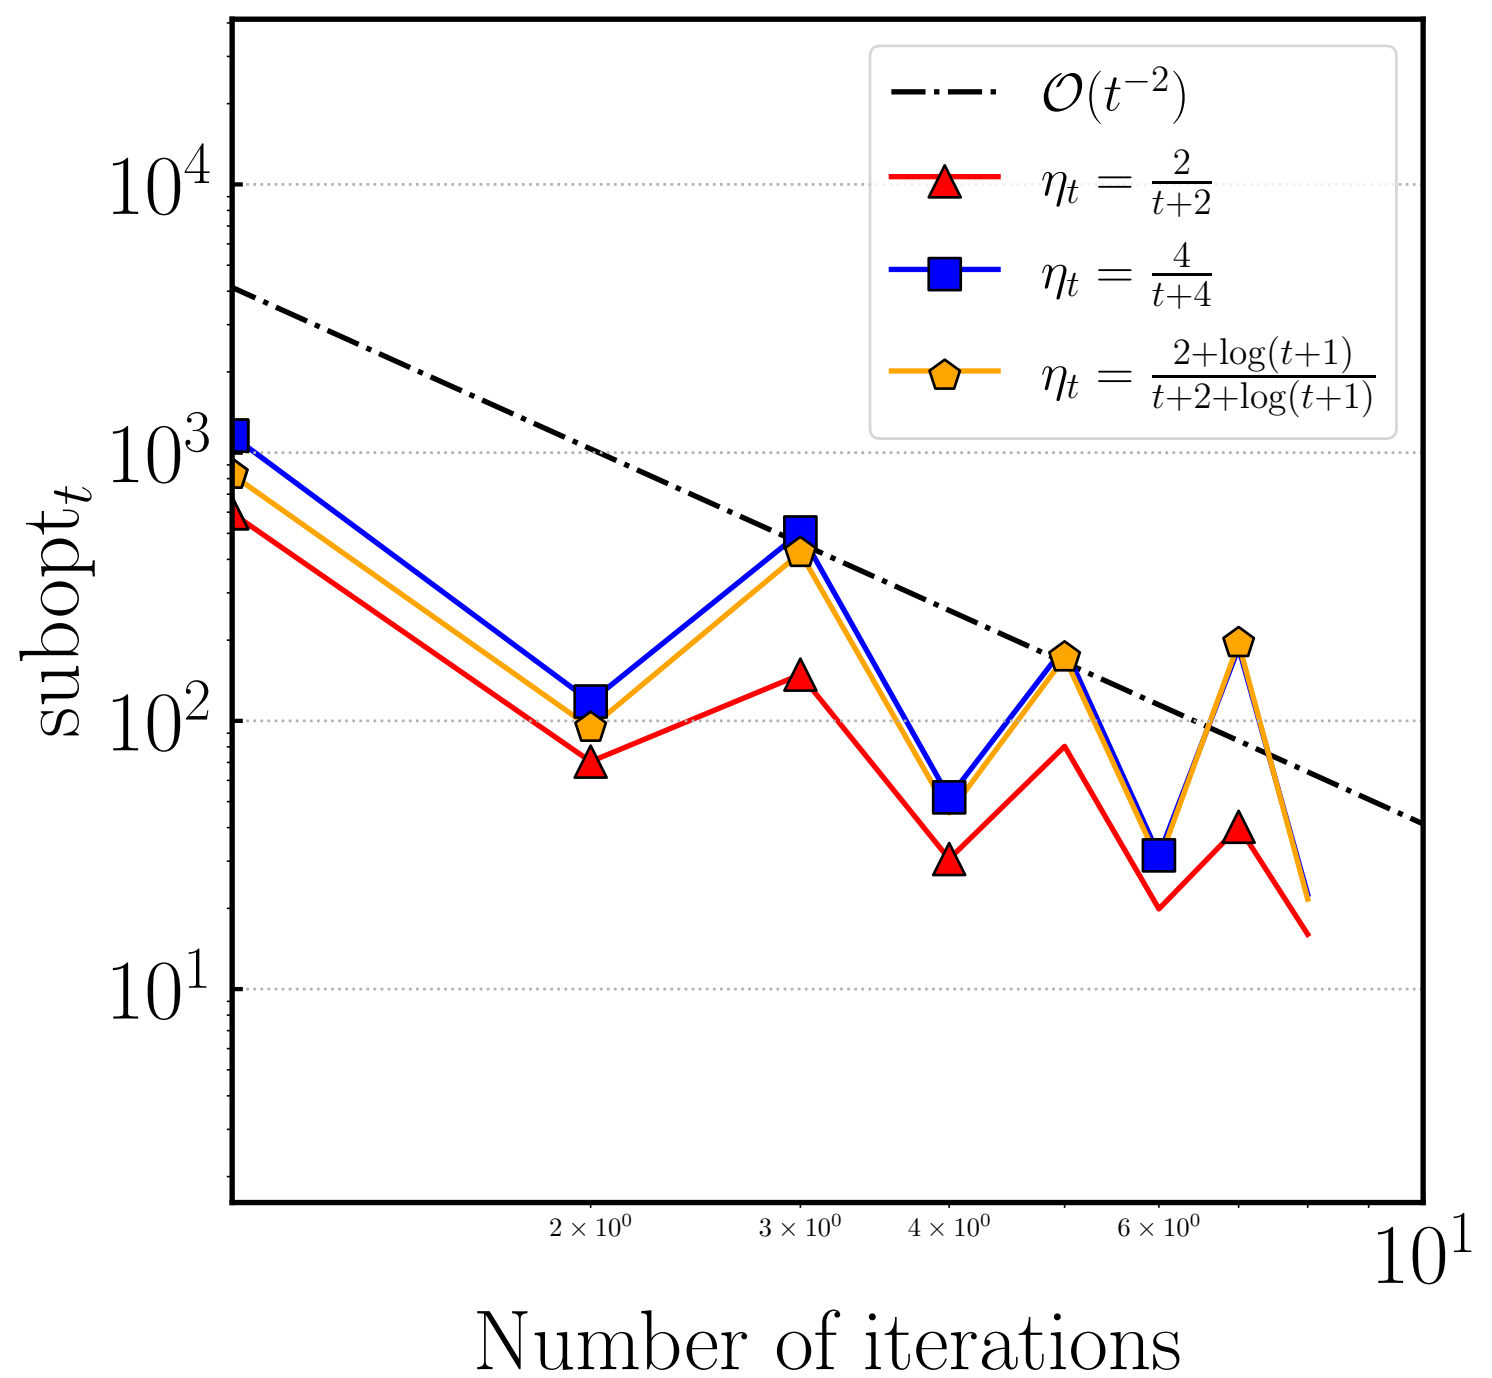 𝒪(t⁻²)
ηₜ = 2/(t+2)
ηₜ = 4/(t+4)
ηₜ = (2+log(t+1))/(t+2+log(t+1))
10⁴
10³
10²
10¹
suboptₜ
2 × 10⁰
3 × 10⁰
4 × 10⁰
6 × 10⁰
10¹
Number of iterations